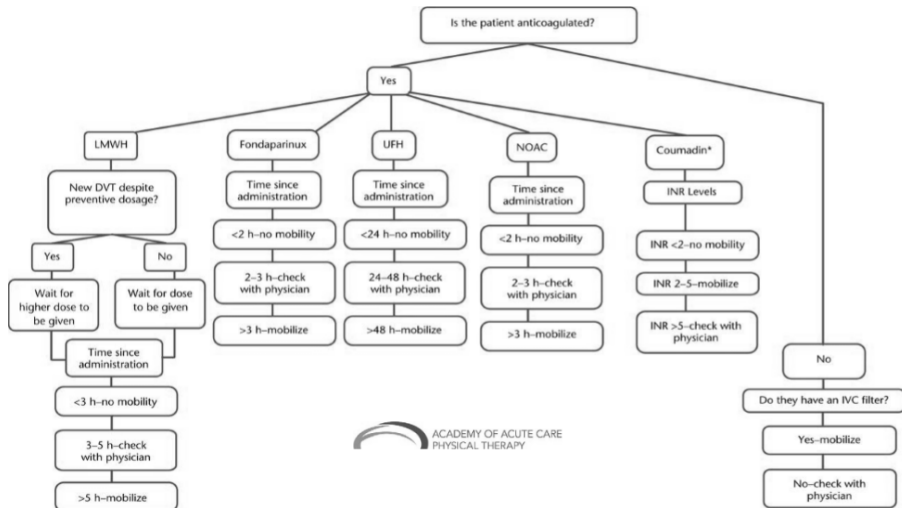 Is the patient anticoagulated?
Yes
LMWH
New DVT despite
preventive dosage?
Yes
No
Wait for
higher dose to
be given
Wait for dose
to be given
Time since
administration
<3 h–no mobility
3–5 h–check
with physician
>5 h–mobilize
Fondaparinux
Time since
administration
<2 h–no mobility
2–3 h–check
with physician
>3 h–mobilize
UFH
Time since
administration
<24 h–no mobility
24–48 h–check
with physician
>48 h–mobilize
NOAC
Time since
administration
<2 h–no mobility
2–3 h–check
with physician
>3 h–mobilize
Coumadin*
INR Levels
INR <2–no mobility
INR 2–5–mobilize
INR >5–check with
physician
No
Do they have an IVC filter?
Yes–mobilize
No–check with
physician
ACADEMY OF ACUTE CARE
PHYSICAL THERAPY